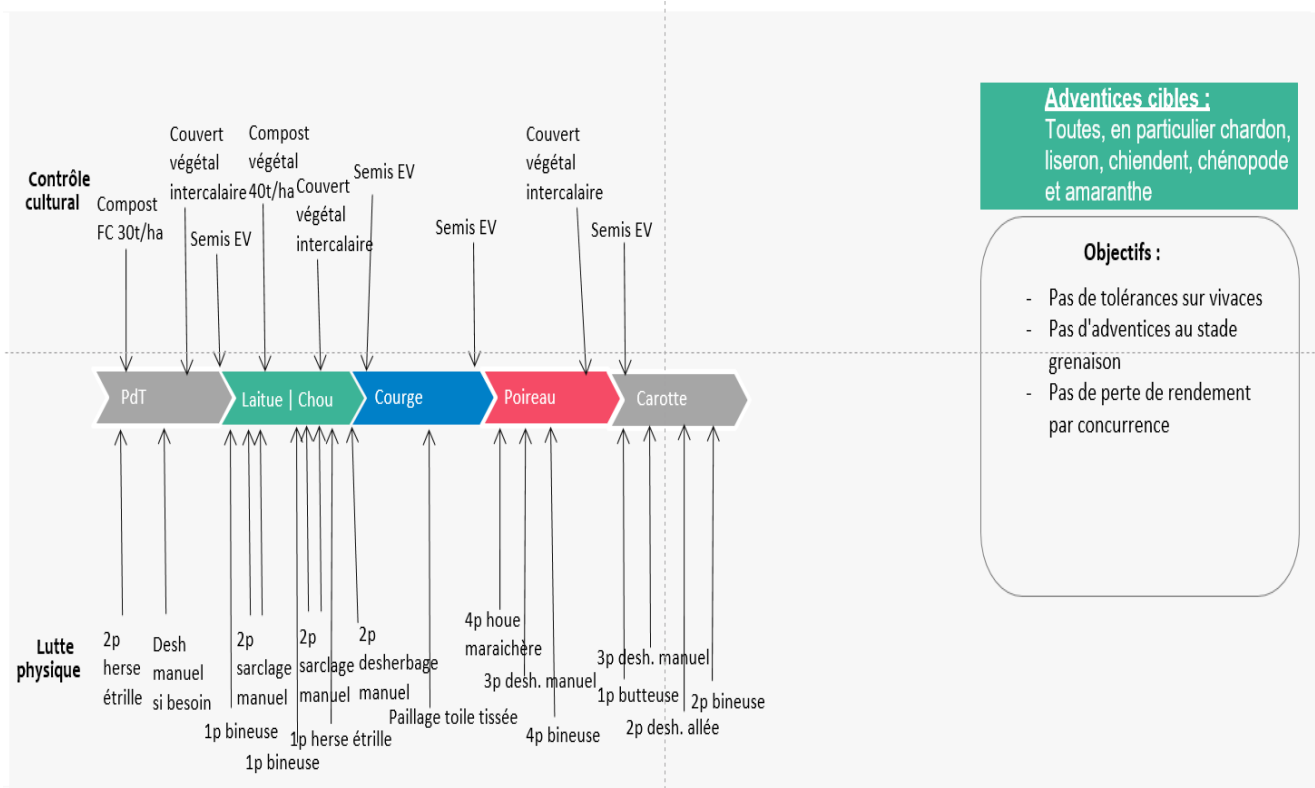 Adventices cibles :
Toutes, en particulier chardon,
liseron, chiendent, chénopode
et amaranthe
Objectifs :
- Pas de tolérances sur vivaces
- Pas d'adventices au stade
grenaison
- Pas de perte de rendement
par concurrence
Contrôle
cultural
Compost
FC 30t/ha
Couvert
végétal
intercalaire
Semis EV
Compost
végétal
40t/ha
Couvert
végétal
intercalaire
Semis EV
Semis EV
Couvert
végétal
intercalaire
Semis EV
PdT
Laitue | Chou
Courge
Poireau
Carotte
Lutte
physique
2p
herse
étrille
Desh
manuel
si besoin
1p bineuse
2p
sarclage
manuel
1p bineuse
2p
sarclage
manuel
1p herse étrille
2p
desherbage
manuel
Paillage toile tissée
4p houe
maraichère
3p desh. manuel
4p bineuse
1p butteuse
3p desh. manuel
2p desh. allée
2p bineuse